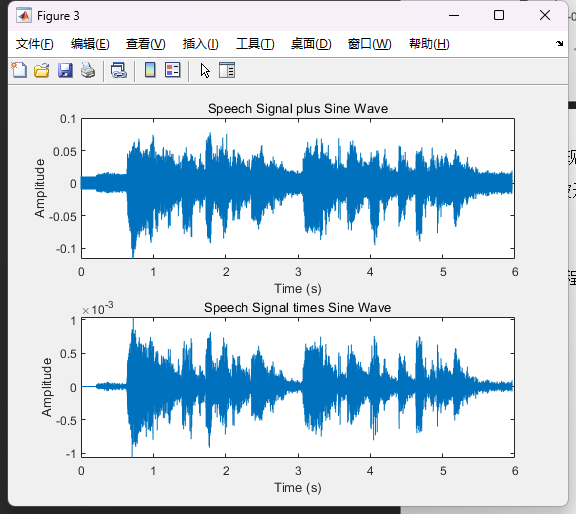 Figure 3
文件(F) 编辑(E) 查看(V) 插入(I) 工具(T) 桌面(D) 窗口(W) 帮助(H)
Speech Signal plus Sine Wave
0.1
0.05
0
-0.05
-0.1
Amplitude
0 1 2 3 4 5 6
Time (s)
Speech Signal times Sine Wave
×10-3
1
0.5
0
-0.5
-1
Amplitude
0 1 2 3 4 5 6
Time (s)
程